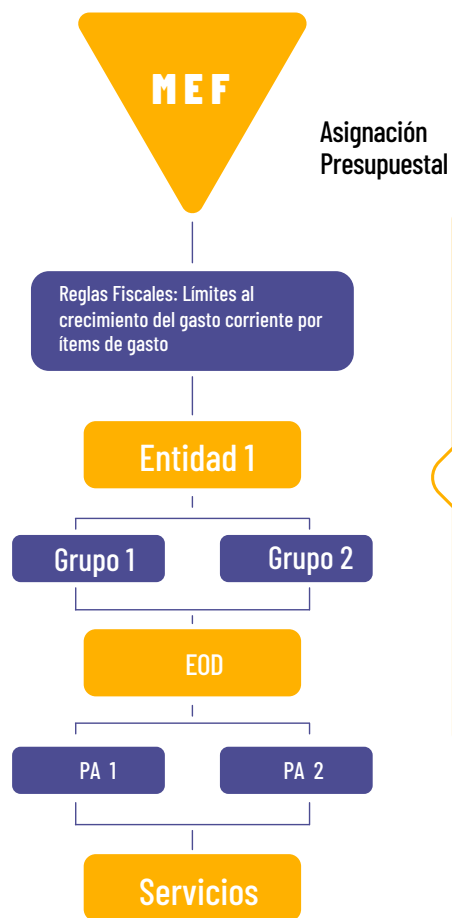 MEF
Asignación
Presupuestal
Reglas Fiscales: Límites al
crecimiento del gasto corriente por
ítems de gasto
Entidad 1
Grupo 1
Grupo 2
EOD
PA 1
PA 2
Servicios